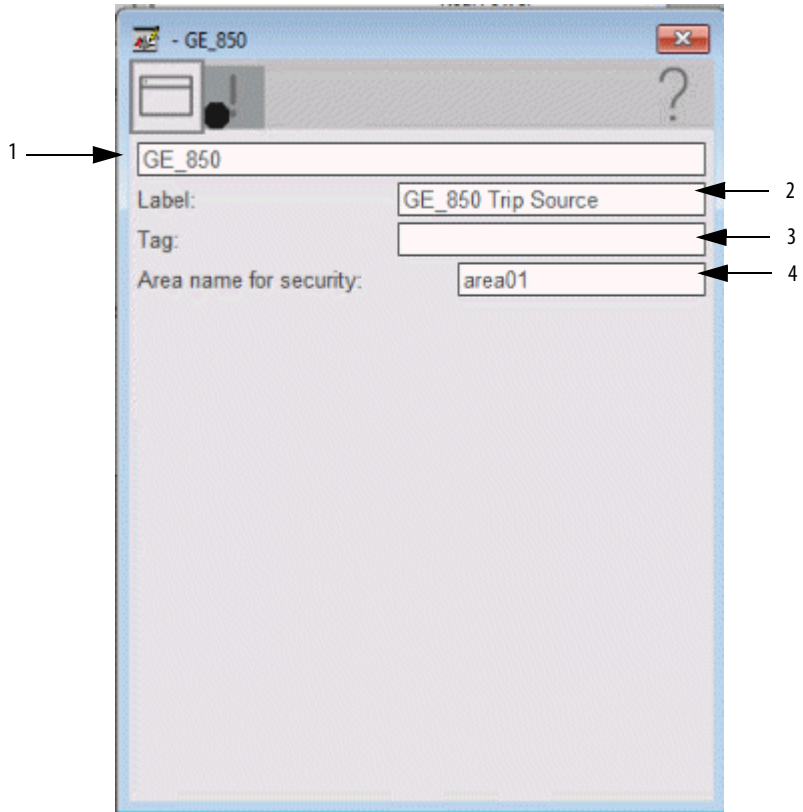 - GE_850
?
1
GE_850
Label:
GE_850 Trip Source
2
Tag:
3
Area name for security:
area01
4